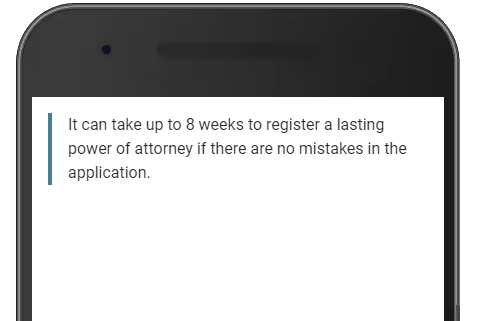 It can take up to 8 weeks to register a lasting
power of attorney if there are no mistakes in the
application.